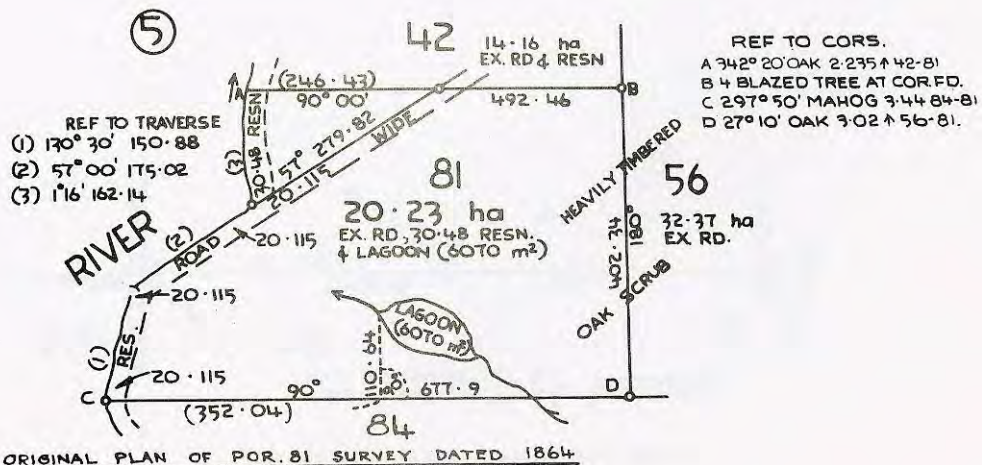 5
42
14·16 ha
EX. RD & RESN
REF TO CORS.
A 342° 20' OAK 2·235 ↑ 42-81
B 4 BLAZED TREE AT COR.FD.
C 297° 50' MAHOG 3·44 84-81
D 27° 10' OAK 3·02 ↑ 56-81.
REF TO TRAVERSE
(1) 130° 30' 150·88
(2) 57° 00' 175·02
(3) 1° 16' 162·14
A
(246·43)
90° 00'
492·46
B
(3)
30·48 RESN
57° 279·82
20·115 WIDE
RIVER
(2)
ROAD
20·115
81
20·23 ha
EX. RD, 30·48 RESN.
& LAGOON (6070 m²)
HEAVILY TIMBERED
56
32·37 ha
EX RD.
402·34
180°
OAK SCRUB
20·115
(1)
RES.
20·115
LAGOON
(6070 m²)
110·64
C
90°
(352·04)
677·9
D
84
ORIGINAL PLAN OF POR. 81 SURVEY DATED 1864